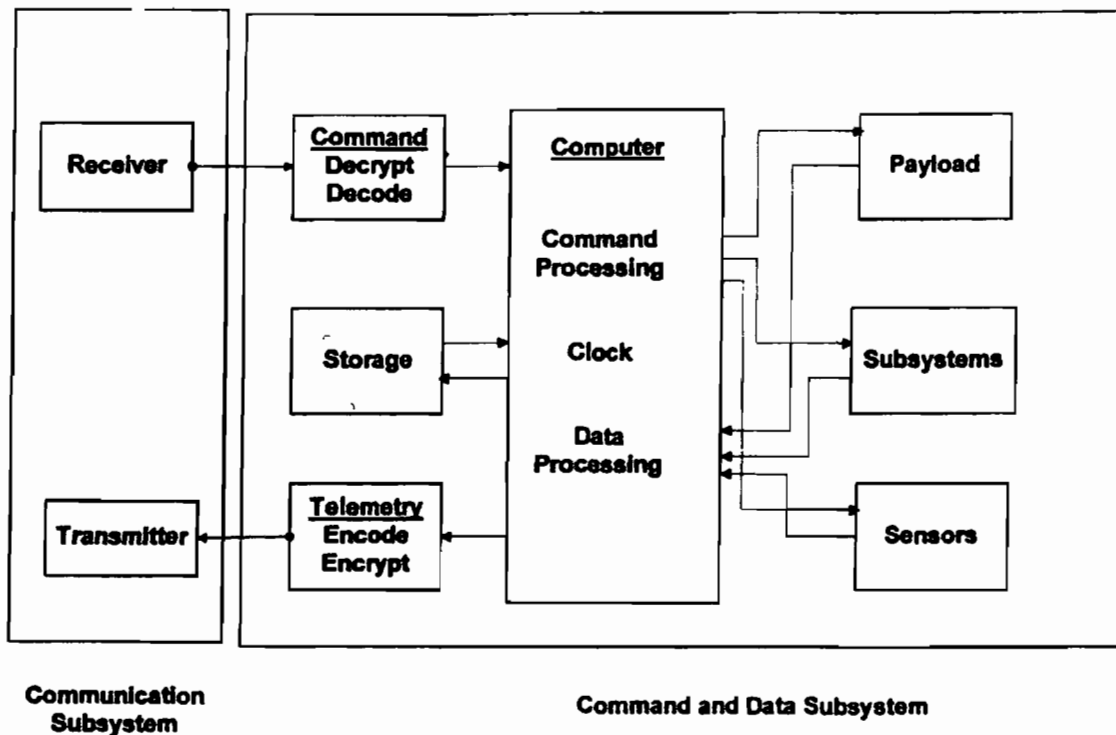 Receiver
Command
Decrypt
Decode
Computer
Command
Processing
Clock
Data
Processing
Payload
Storage
Subsystems
Transmitter
Telemetry
Encode
Encrypt
Sensors
Communication
Subsystem
Command and Data Subsystem